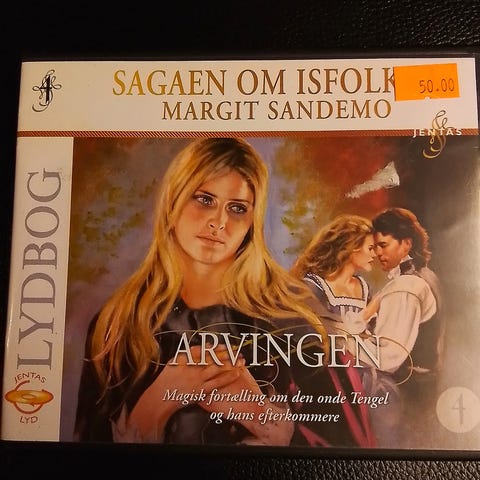 4
SAGAEN OM ISFOLK
50.00
MARGIT SANDEMO
JENTAS
LYDBOG
ARVINGEN
Magisk fortælling om den onde Tengel
og hans efterkommere
JENTAS
LYD
4